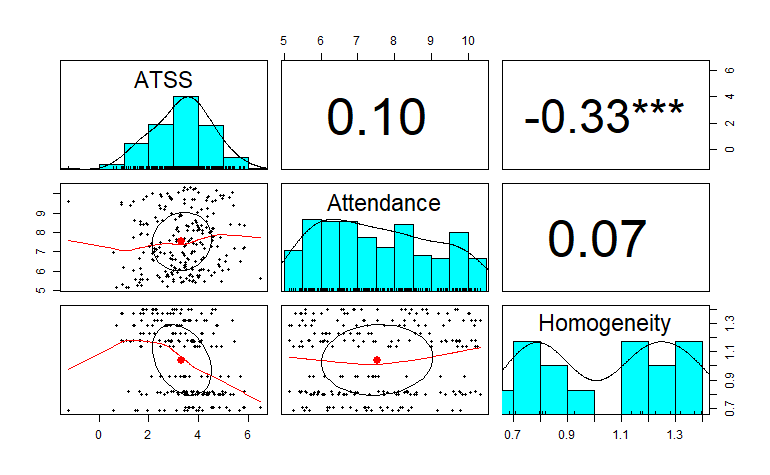 5 6 7 8 9 10
ATSS
0.10
-0.33***
0 2 4 6
Attendance
0.07
5 6 7 8 9
Homogeneity
0.7 0.9 1.1 1.3
0 2 4 6
0.7 0.9 1.1 1.3